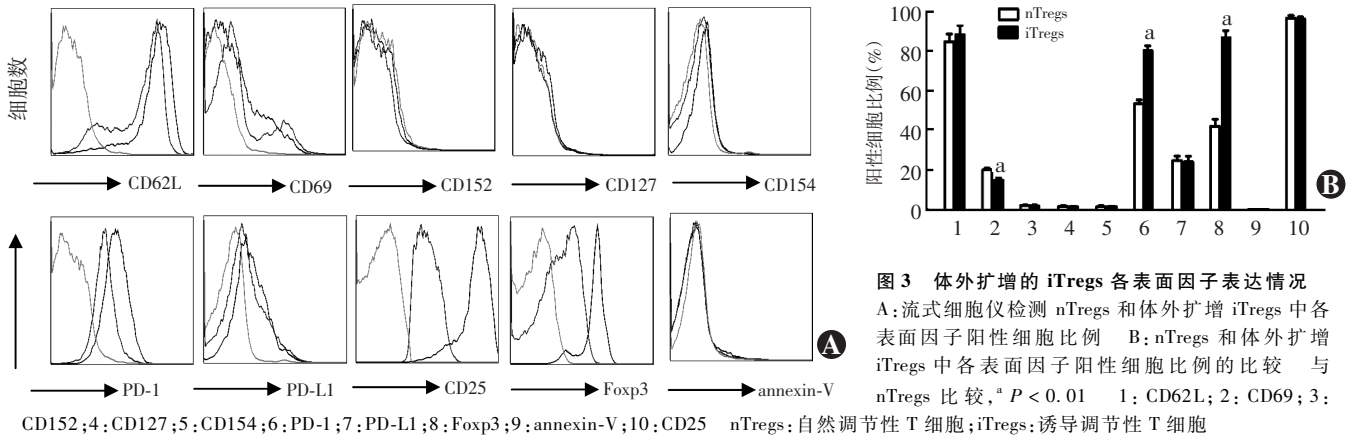 细胞数
CD62L
CD69
CD152
CD127
CD154
PD-1
PD-L1
CD25
Foxp3
annexin-V
A
阳性细胞比例(%)
100
80
60
40
20
0
nTregs
iTregs
a
a
a
1 2 3 4 5 6 7 8 9 10
B
图 3 体外扩增的 iTregs 各表面因子表达情况
A:流式细胞仪检测 nTregs 和体外扩增 iTregs 中各
表面因子阳性细胞比例 B:nTregs 和体外扩增
iTregs 中各表面因子阳性细胞比例的比较 与
nTregs 比较,ᵃ P < 0. 01 1: CD62L; 2: CD69; 3:
CD152;4:CD127;5:CD154;6:PD-1;7:PD-L1;8:Foxp3;9:annexin-V;10:CD25 nTregs:自然调节性 T 细胞;iTregs:诱导调节性 T 细胞